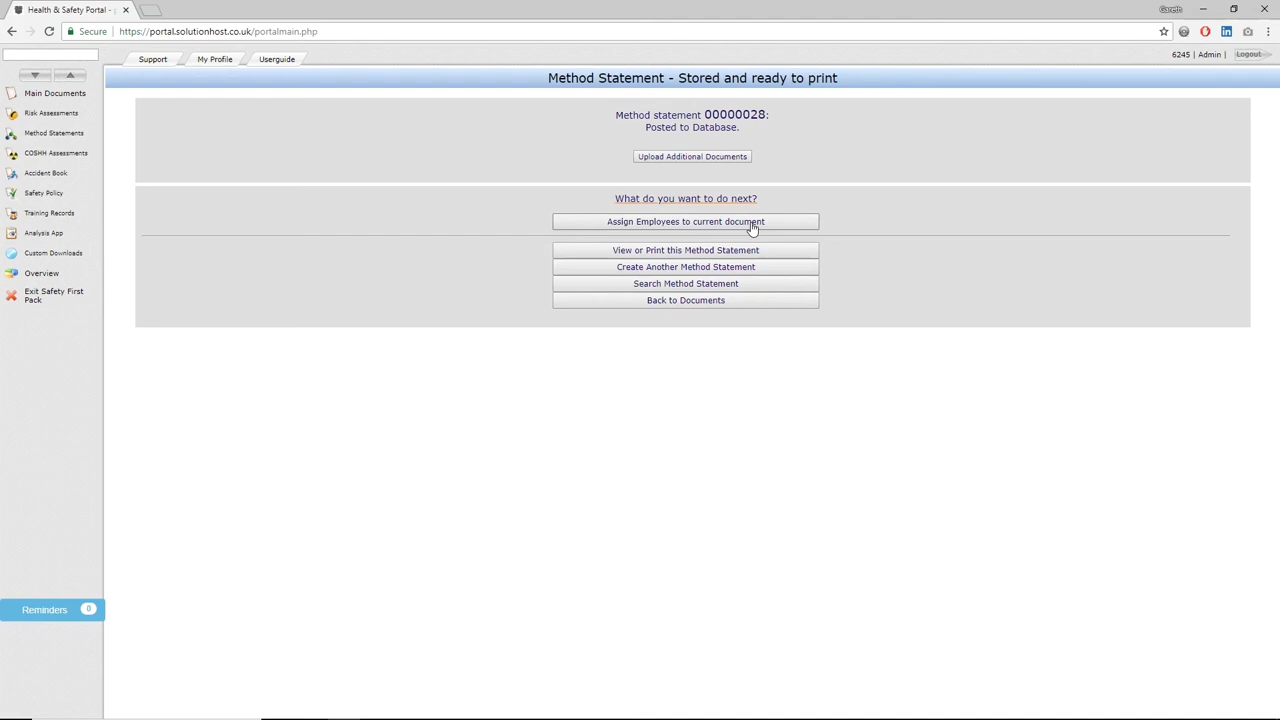 Health & Safety Portal -
Gareth
Secure
https://portal.solutionhost.co.uk/portalmain.php
Support
My Profile
Userguide
6245 | Admin |
Logout
Method Statement - Stored and ready to print
Main Documents
Risk Assessments
Method Statements
COSHH Assessments
Accident Book
Safety Policy
Training Records
Analysis App
Custom Downloads
Overview
Exit Safety First
Pack
Method statement 00000028:
Posted to Database.
Upload Additional Documents
What do you want to do next?
Assign Employees to current document
View or Print this Method Statement
Create Another Method Statement
Search Method Statement
Back to Documents
Reminders 0